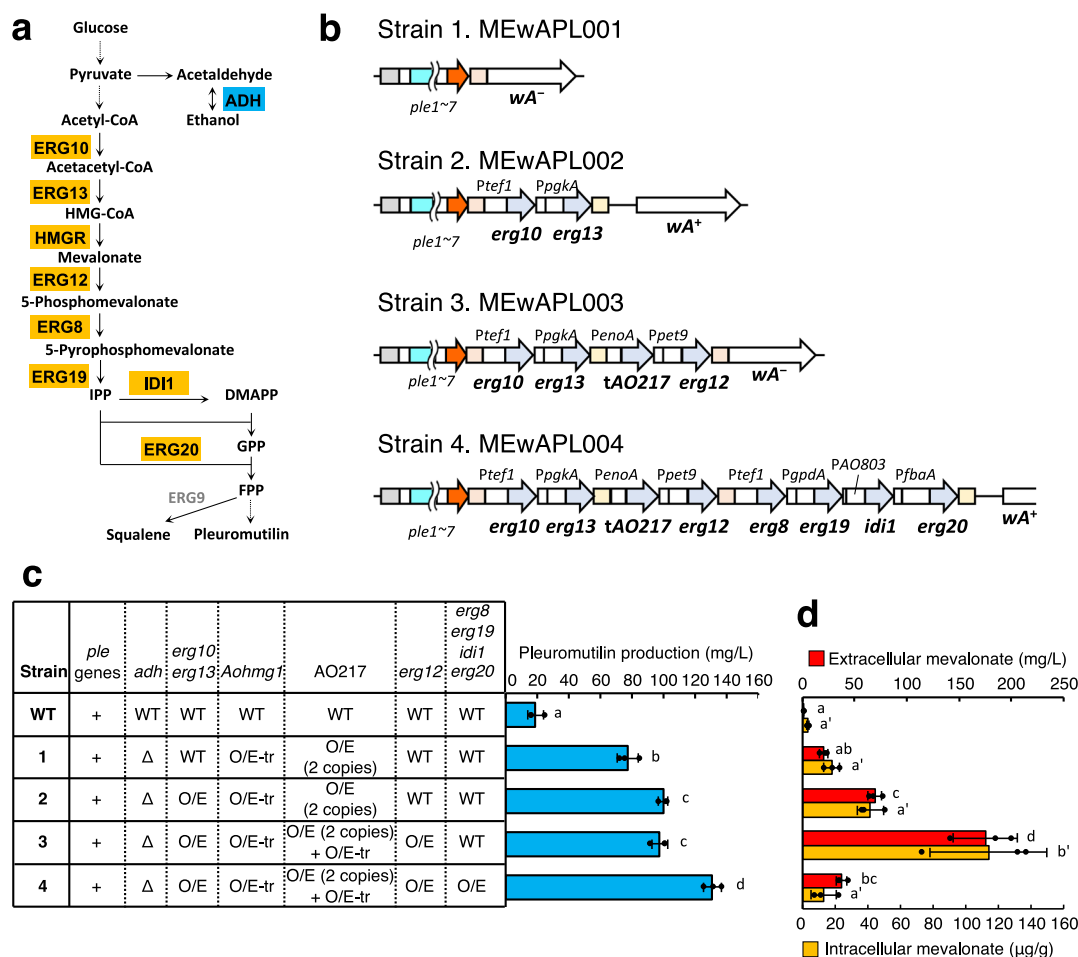 a
Glucose
Pyruvate
Acetaldehyde
ADH
Acetyl-CoA
Ethanol
ERG10
Acetacetyl-CoA
ERG13
HMG-CoA
HMGR
Mevalonate
ERG12
5-Phosphomevalonate
ERG8
5-Pyrophosphomevalonate
ERG19
IDI1
IPP
DMAPP
GPP
ERG20
ERG9
FPP
Squalene
Pleuromutilin
b
Strain 1. MEwAPL001
ple1~7
wA⁻
Strain 2. MEwAPL002
Ptef1 PpgkA
ple1~7
erg10 erg13
wA⁺
Strain 3. MEwAPL003
Ptef1 PpgkA PenoA Ppet9
ple1~7
erg10 erg13 tAO217 erg12 wA⁻
Strain 4. MEwAPL004
Ptef1 PpgkA PenoA Ppet9 Ptef1 PgpdA PAO803 PfbaA
ple1~7
erg10 erg13 tAO217 erg12 erg8 erg19 idi1 erg20 wA⁺
c
Strain
ple
genes
adh
erg10
erg13
Aohmg1
AO217
erg12
erg8
erg19
idi1
erg20
Pleuromutilin production (mg/L)
0 20 40 60 80 100 120 140 160
WT + WT WT WT WT WT WT a
1 + Δ WT O/E-tr O/E
(2 copies) WT WT b
2 + Δ O/E O/E-tr O/E
(2 copies) WT WT c
3 + Δ O/E O/E-tr O/E (2 copies)
+ O/E-tr O/E WT c
4 + Δ O/E O/E-tr O/E (2 copies)
+ O/E-tr O/E O/E d
d
Extracellular mevalonate (mg/L)
0 50 100 150 200 250
a
a'
ab
a'
c
a'
d
b'
bc
a'
0 20 40 60 80 100 120 140 160
Intracellular mevalonate (µg/g)